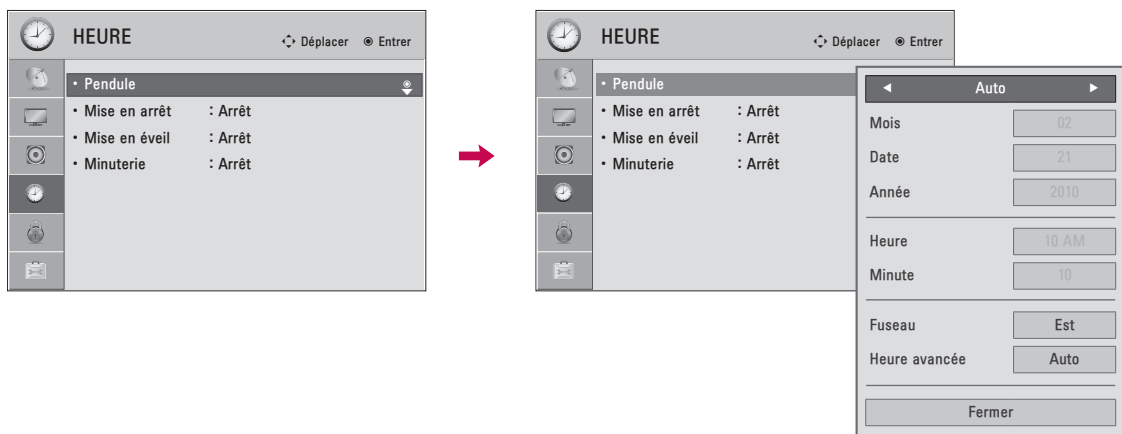 HEURE
Déplacer Entrer
• Pendule
• Mise en arrêt : Arrêt
• Mise en éveil : Arrêt
• Minuterie : Arrêt
HEURE
Déplacer Entrer
• Pendule
• Mise en arrêt : Arrêt
• Mise en éveil : Arrêt
• Minuterie : Arrêt
Auto
Mois 02
Date 21
Année 2010
Heure 10 AM
Minute 10
Fuseau Est
Heure avancée Auto
Fermer